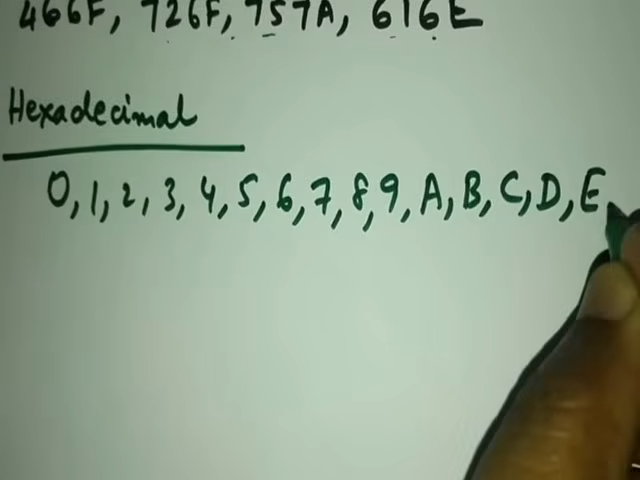 466F, 726F, 757A, 616E
Hexadecimal
0, 1, 2, 3, 4, 5, 6, 7, 8, 9, A, B, C, D, E,